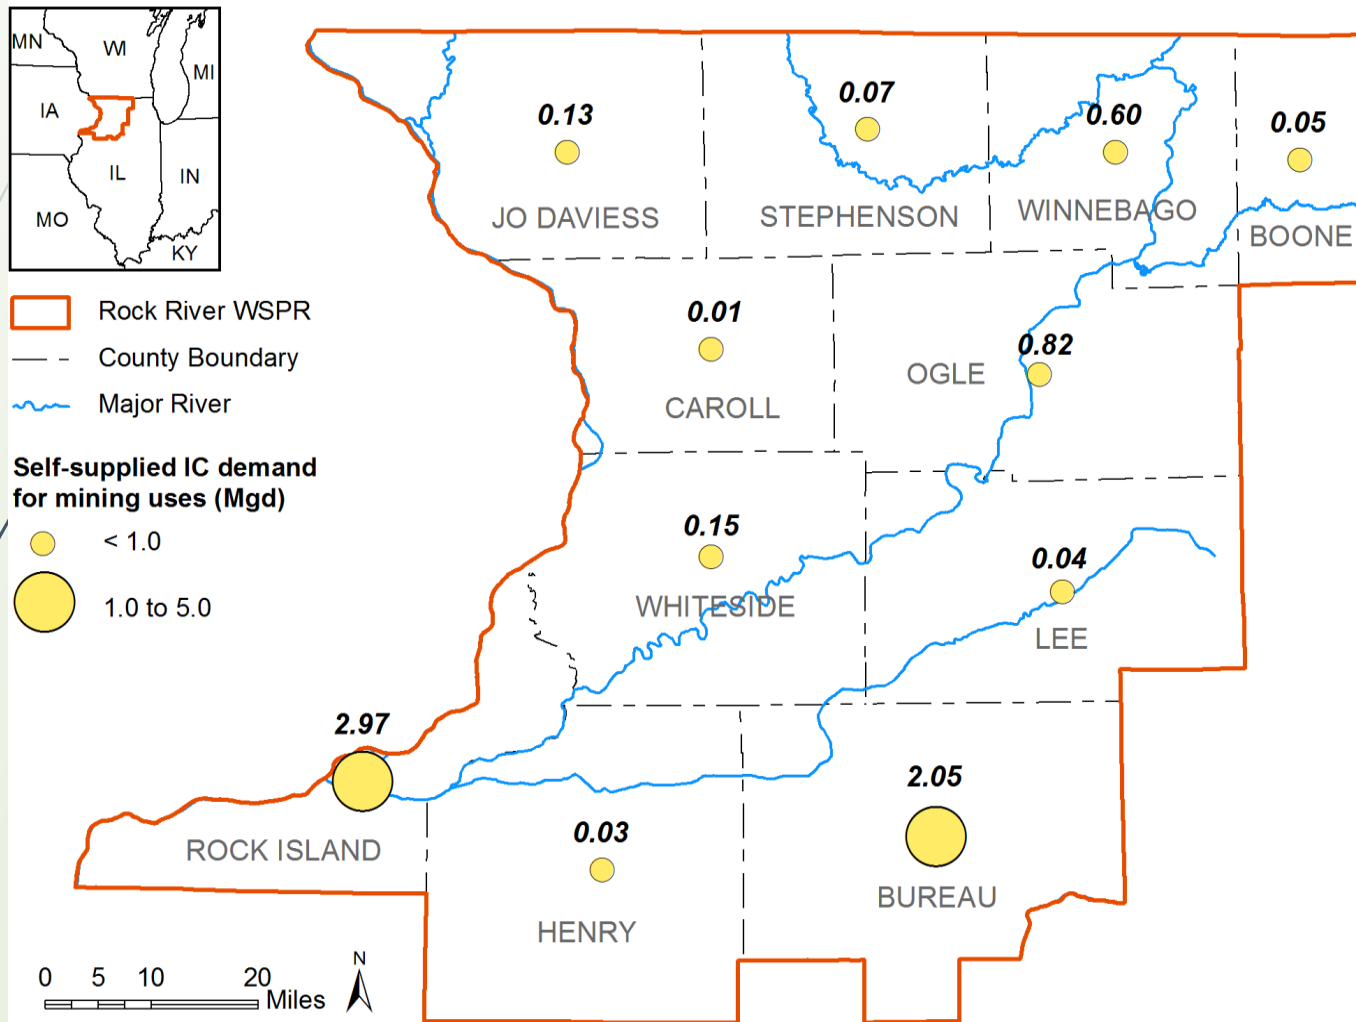 MN
WI
MI
IA
IL
IN
MO
KY
Rock River WSPR
County Boundary
Major River
Self-supplied IC demand
for mining uses (Mgd)
< 1.0
1.0 to 5.0
0.13
JO DAVIESS
0.07
STEPHENSON
0.60
WINNEBAGO
0.05
BOONE
0.01
CAROLL
0.82
OGLE
0.15
WHITESIDE
0.04
LEE
2.97
ROCK ISLAND
0.03
HENRY
2.05
BUREAU
0 5 10 20
Miles
N